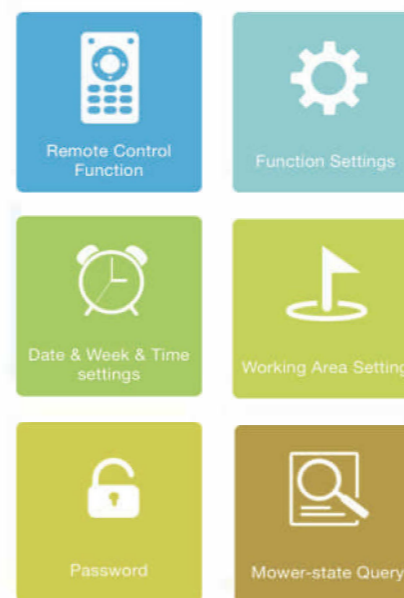 Remote Control
Function
Function Settings
Date & Week & Time
settings
Working Area Setting
Password
Mower-state Query